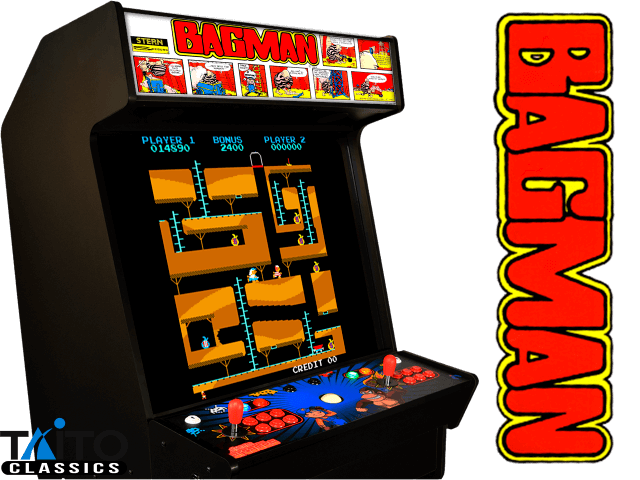 STERN
BAGMAN
PLAYER 1 BONUS PLAYER 2
014890 2400 000000
CREDIT 00
TAITO
CLASSICS
BAGMAN